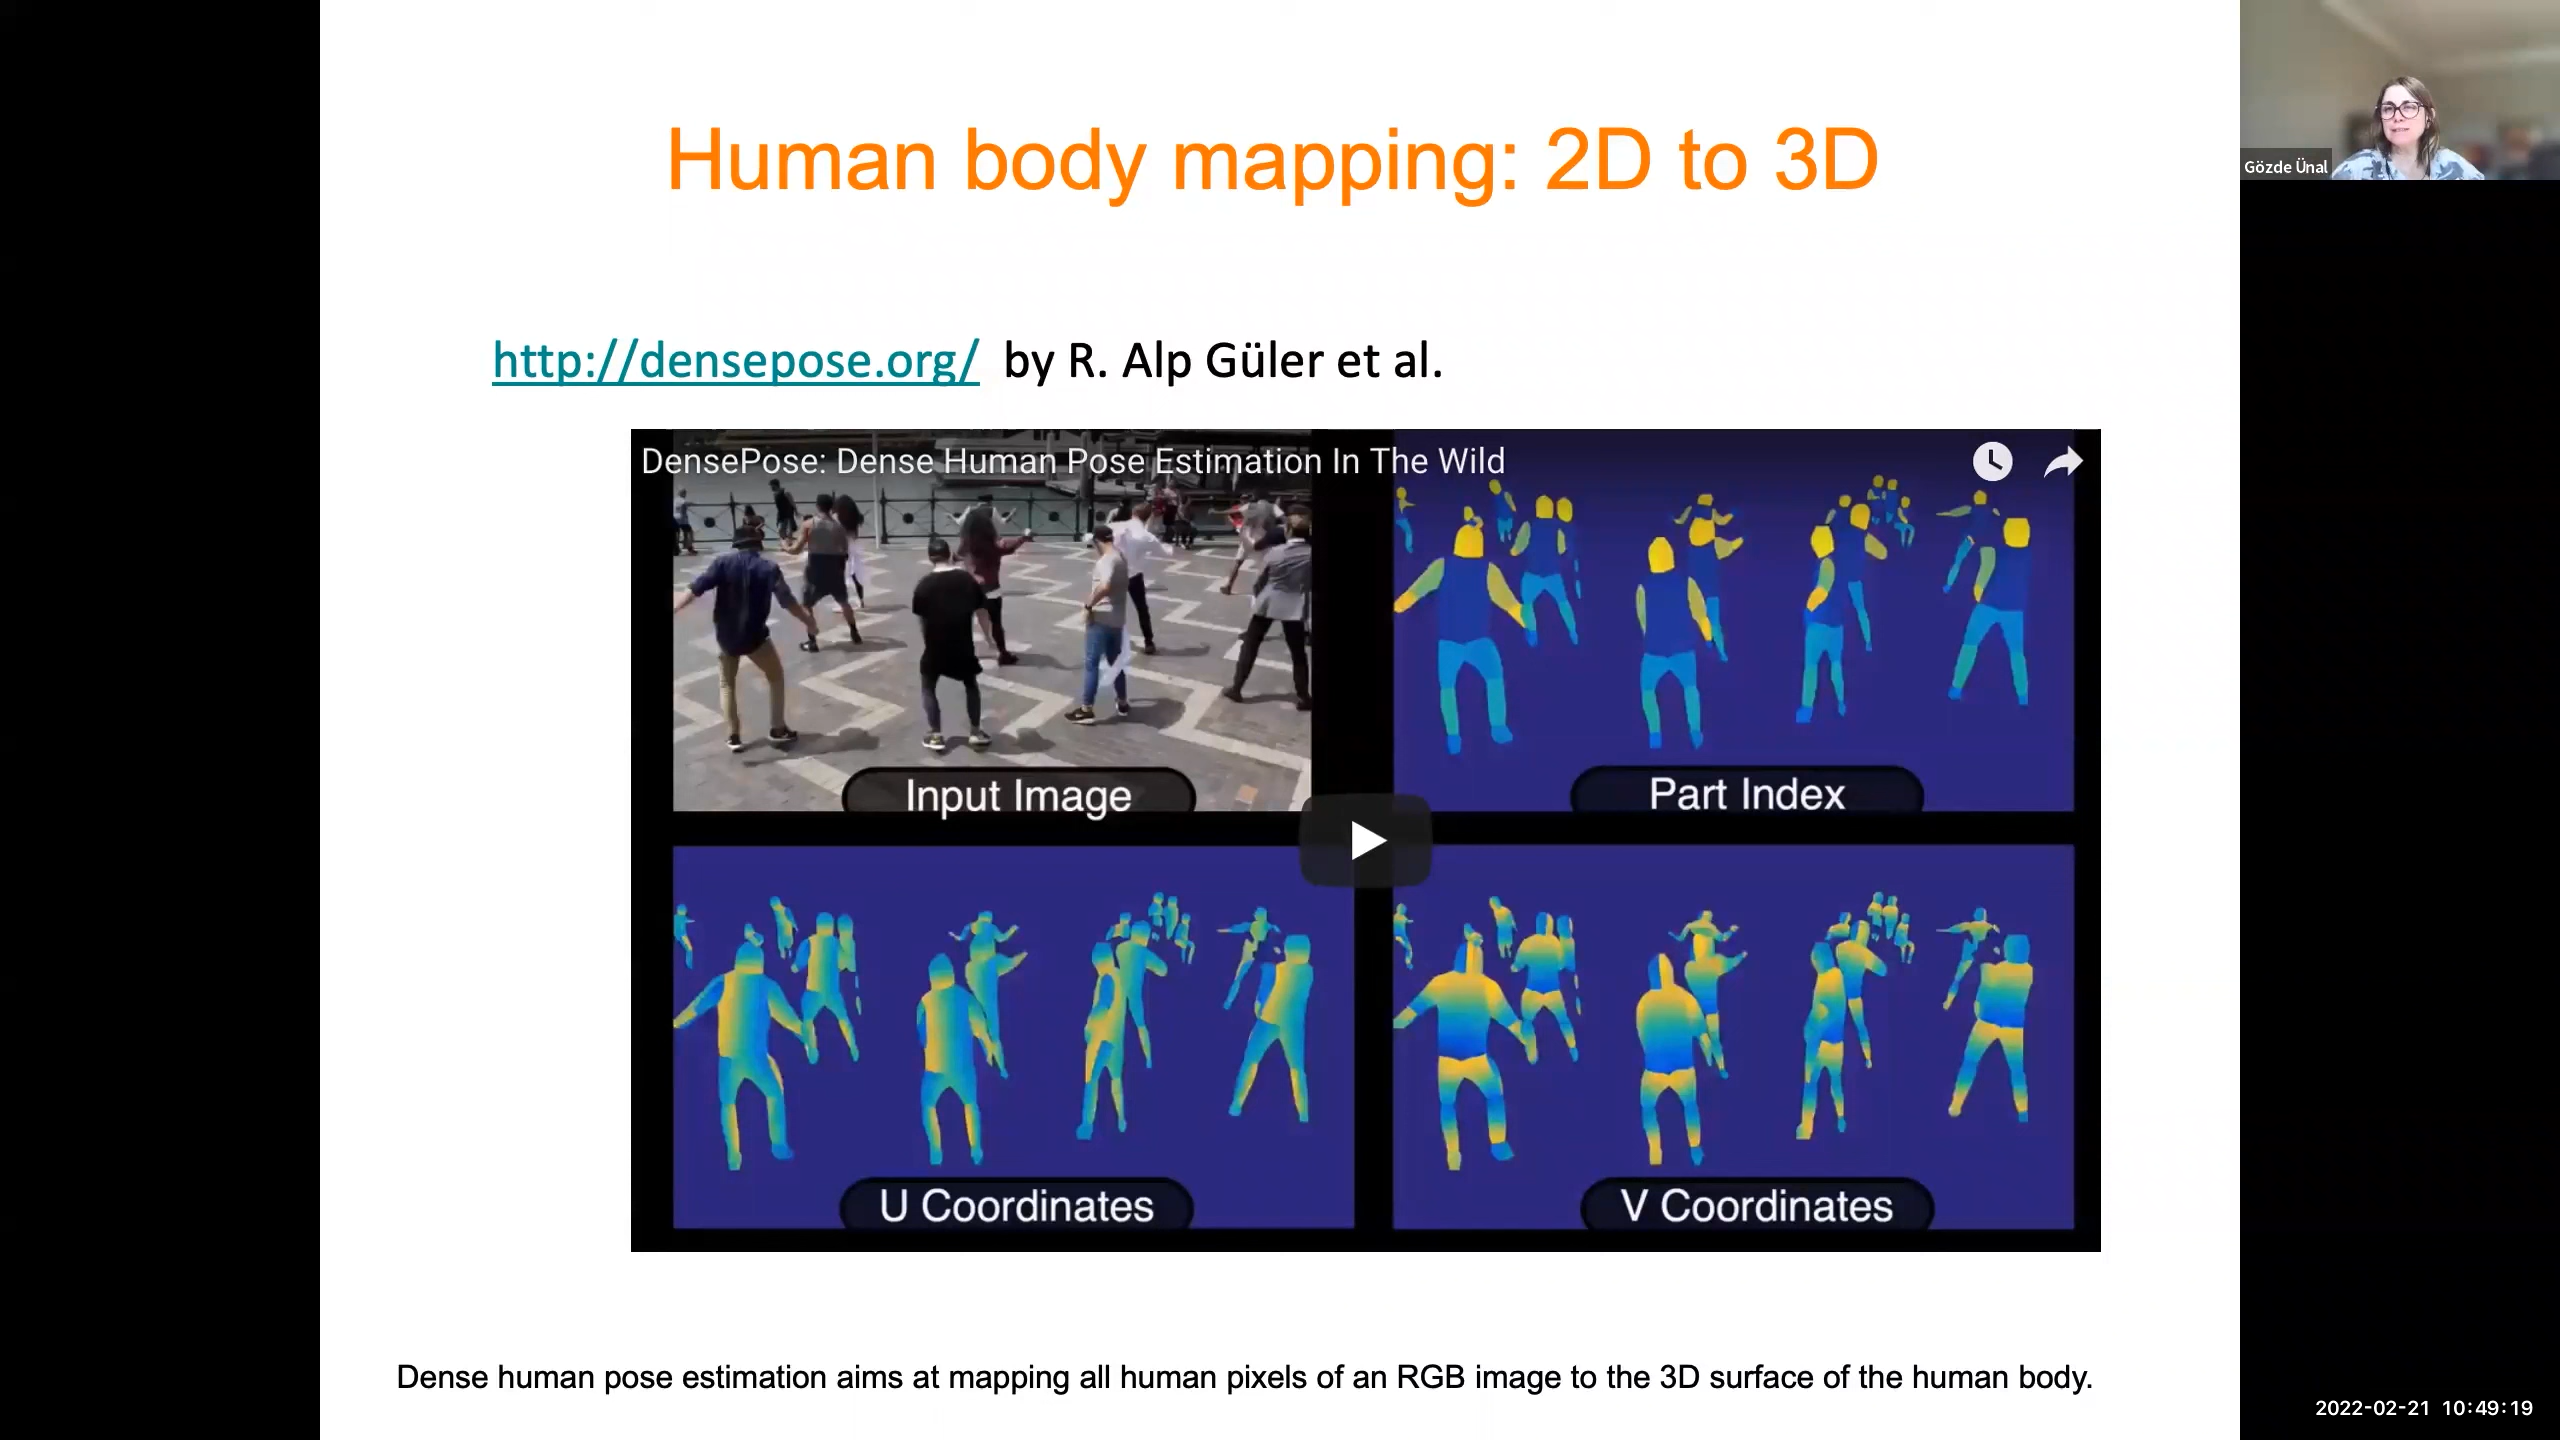 Human body mapping: 2D to 3D
Gözde Ünal
http://densepose.org/ by R. Alp Güler et al.
DensePose: Dense Human Pose Estimation In The Wild
Input Image
Part Index
U Coordinates
V Coordinates
Dense human pose estimation aims at mapping all human pixels of an RGB image to the 3D surface of the human body.
2022-02-21 10:49:19